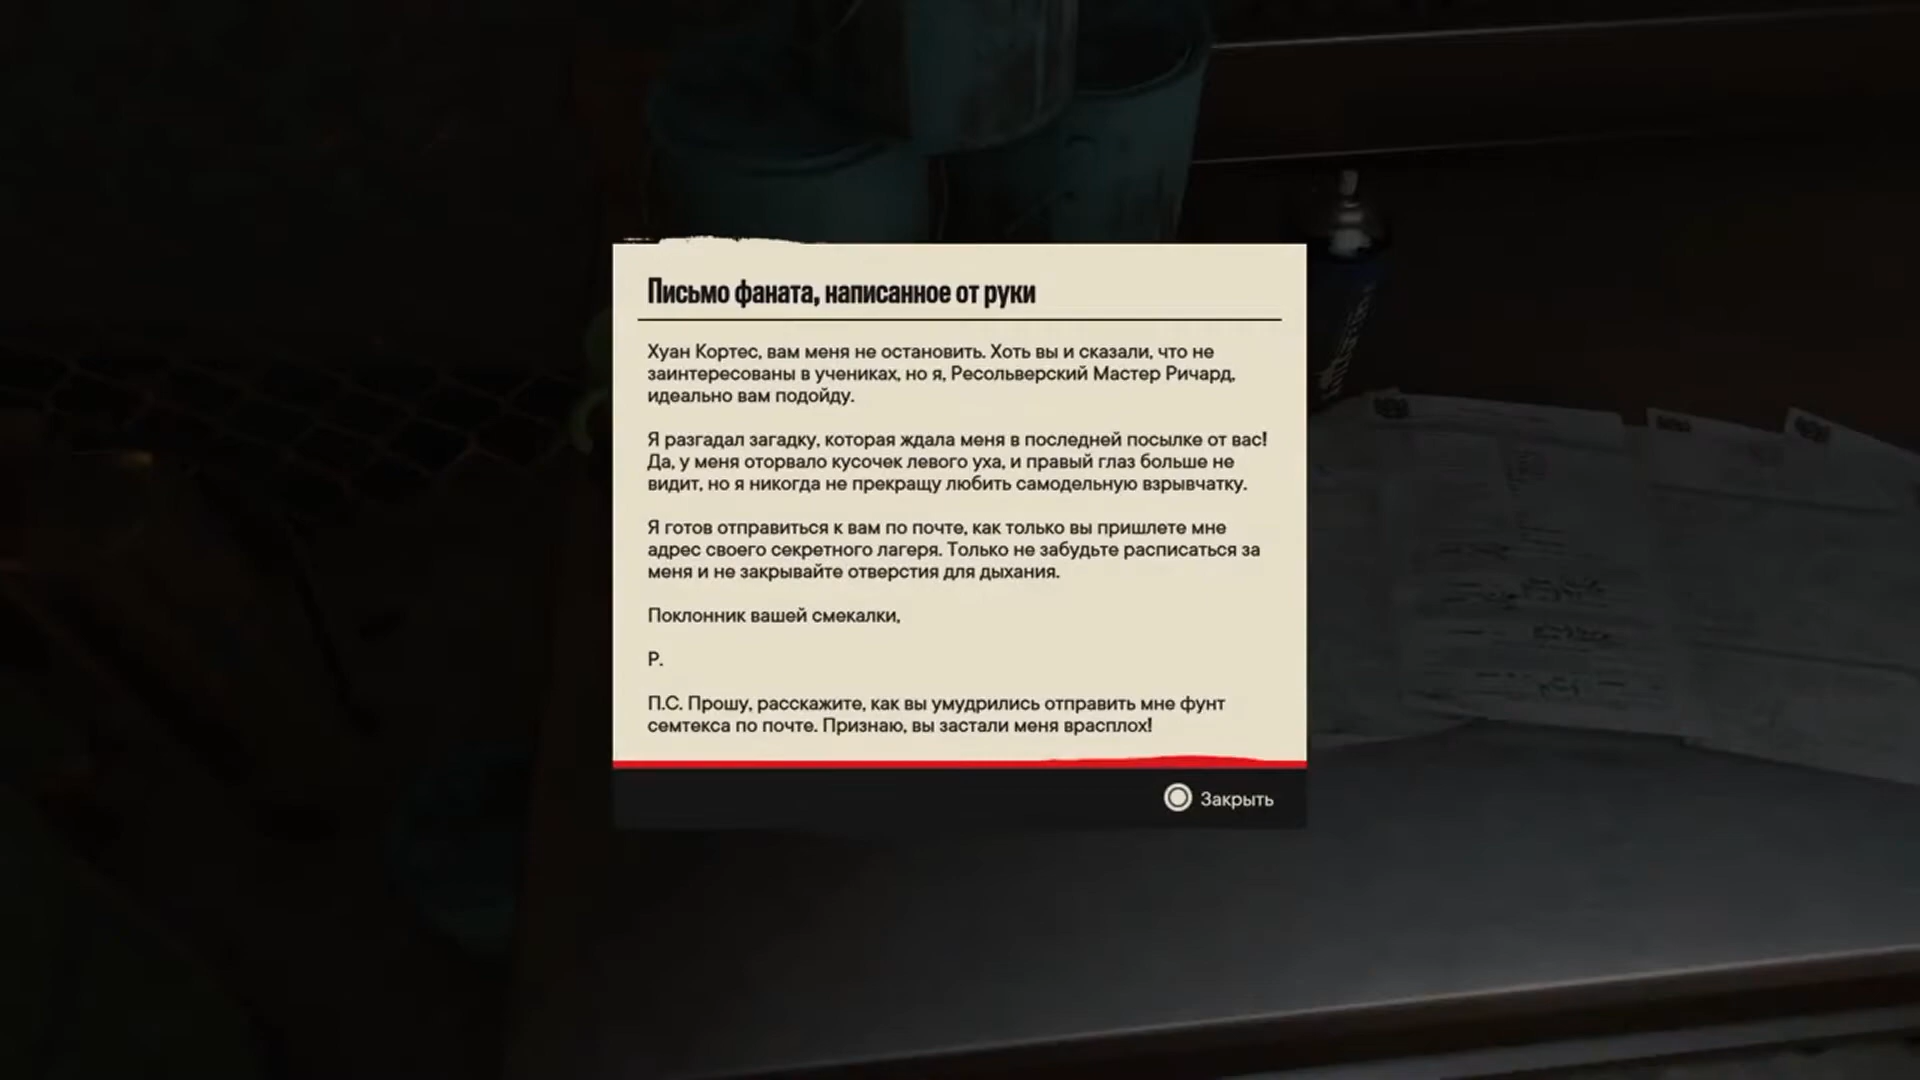 Письмо фаната, написанное от руки
Хуан Кортес, вам меня не остановить. Хоть вы и сказали, что не
заинтересованы в учениках, но я, Ресольверский Мастер Ричард,
идеально вам подойду.
Я разгадал загадку, которая ждала меня в последней посылке от вас!
Да, у меня оторвало кусочек левого уха, и правый глаз больше не
видит, но я никогда не прекращу любить самодельную взрывчатку.
Я готов отправиться к вам по почте, как только вы пришлете мне
адрес своего секретного лагеря. Только не забудьте расписаться за
меня и не закрывайте отверстия для дыхания.
Поклонник вашей смекалки,
Р.
П.С. Прошу, расскажите, как вы умудрились отправить мне фунт
семтекса по почте. Признаю, вы застали меня врасплох!
Закрыть